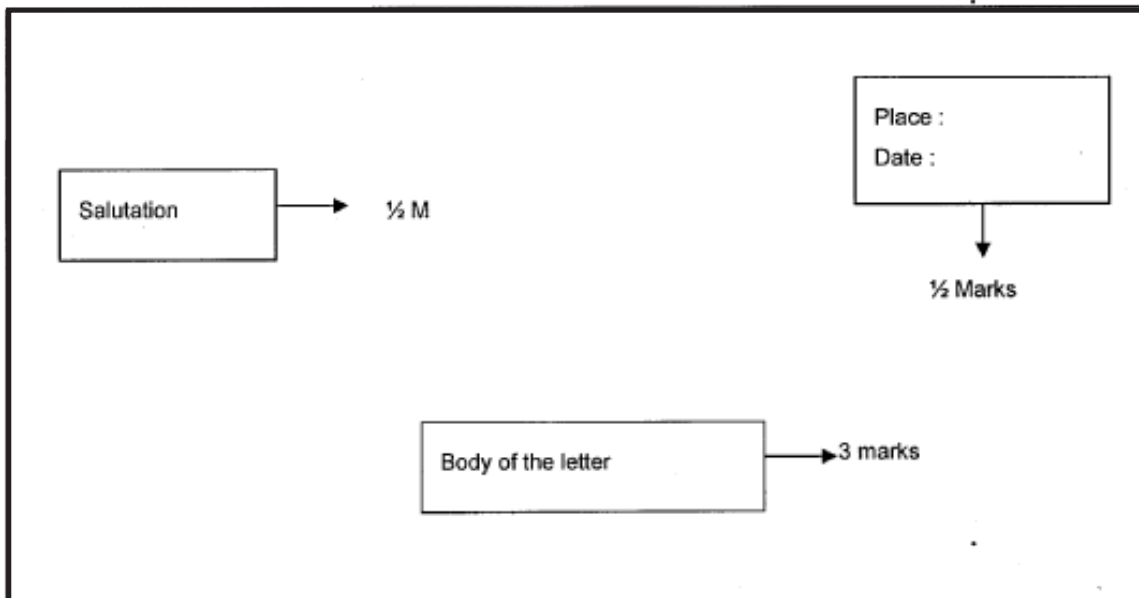 Place :
Date :
Salutation
½ M
½ Marks
Body of the letter
3 marks